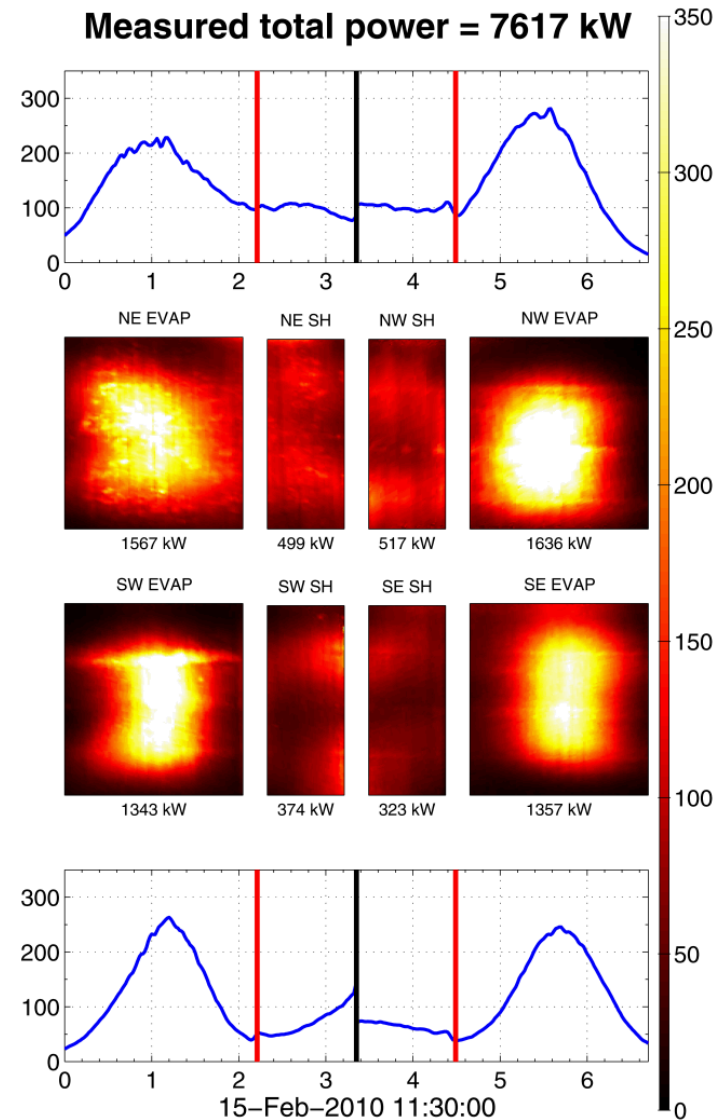 Measured total power = 7617 kW
350
300
200
100
0
0 1 2 3 4 5 6
300
NE EVAP NE SH NW SH NW EVAP
250
200
1567 kW 499 kW 517 kW 1636 kW
SW EVAP SW SH SE SH SE EVAP
150
100
1343 kW 374 kW 323 kW 1357 kW
300
200
100
0
50
0 1 2 3 4 5 6
15-Feb-2010 11:30:00
0